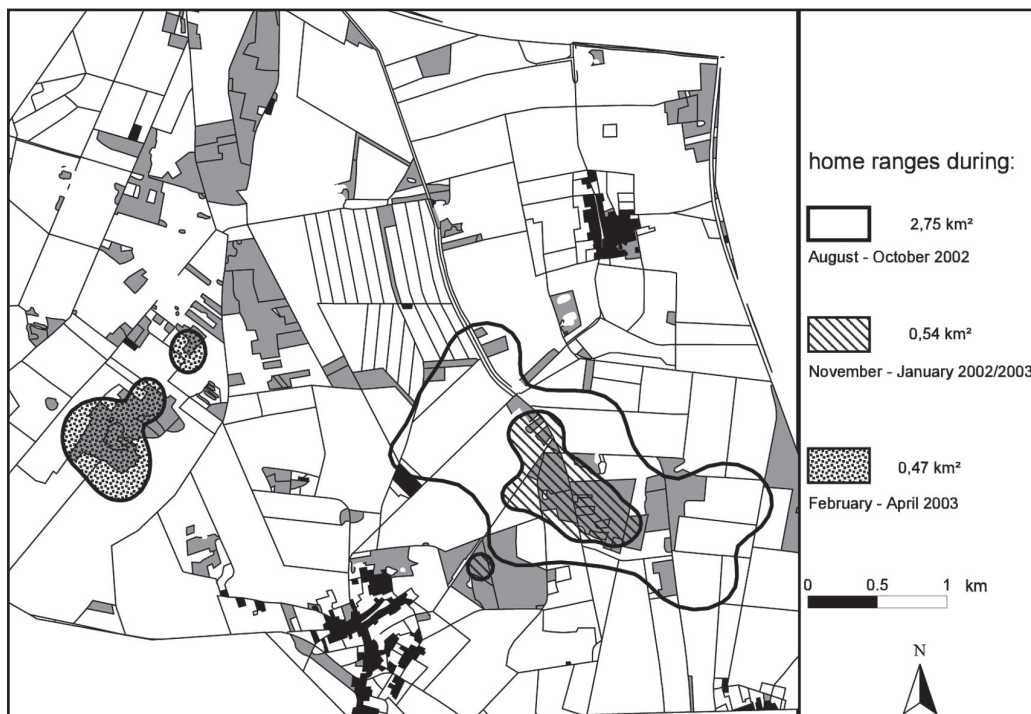 home ranges during:
2,75 km²
August - October 2002
0,54 km²
November - January 2002/2003
0,47 km²
February - April 2003
0 0.5 1 km
N